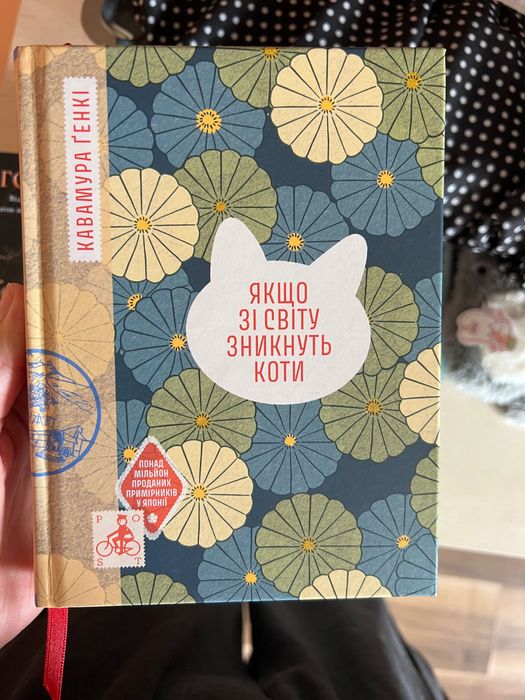 КАВАМУРА ҐЕНКІ
ЯКЩО
ЗІ СВІТУ
ЗНИКНУТЬ
КОТИ
ПОНАД
МІЛЬЙОН
ПРОДАНИХ
ПРИМІРНИКІВ
У ЯПОНІЇ
P O
S T